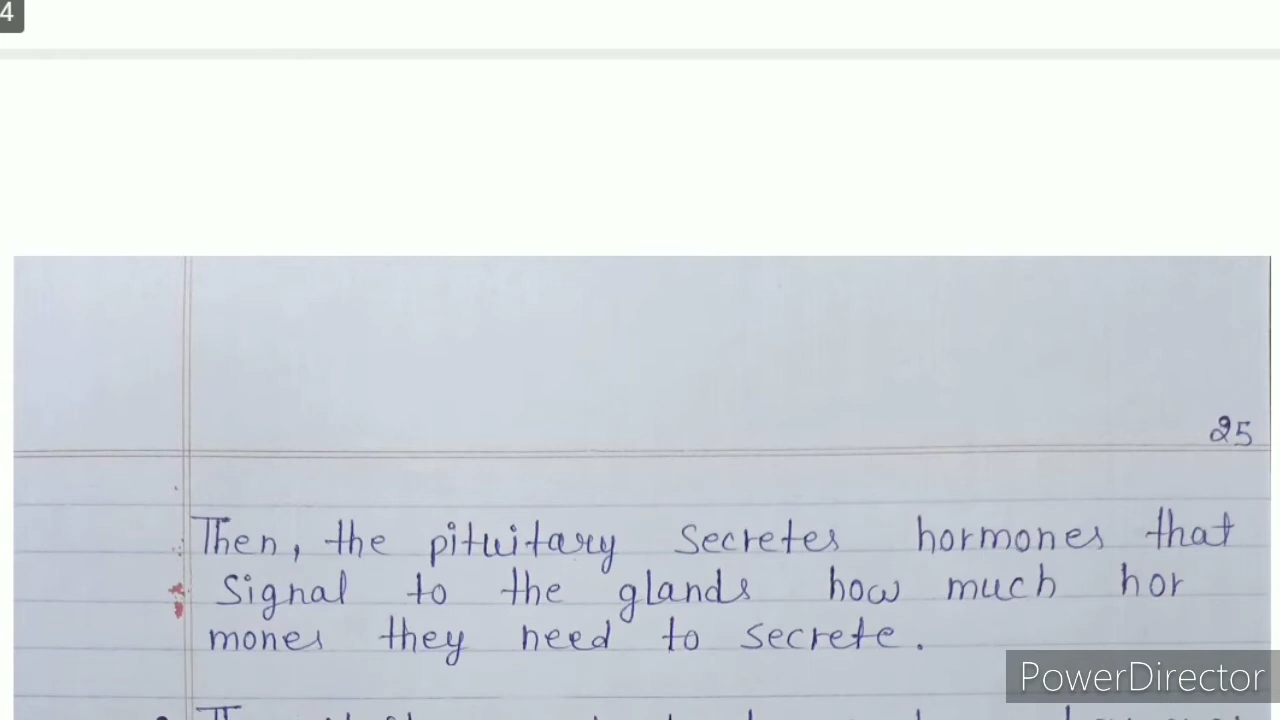 4
25
Then, the pituitary secretes hormones that
Signal to the glands how much hor
mones they need to secrete.
PowerDirector